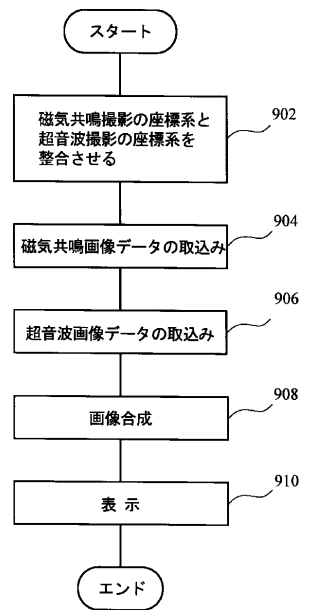 スタート
磁気共鳴撮影の座標系と
超音波撮影の座標系を
整合させる
902
磁気共鳴画像データの取込み
904
超音波画像データの取込み
906
画像合成
908
表 示
910
エンド